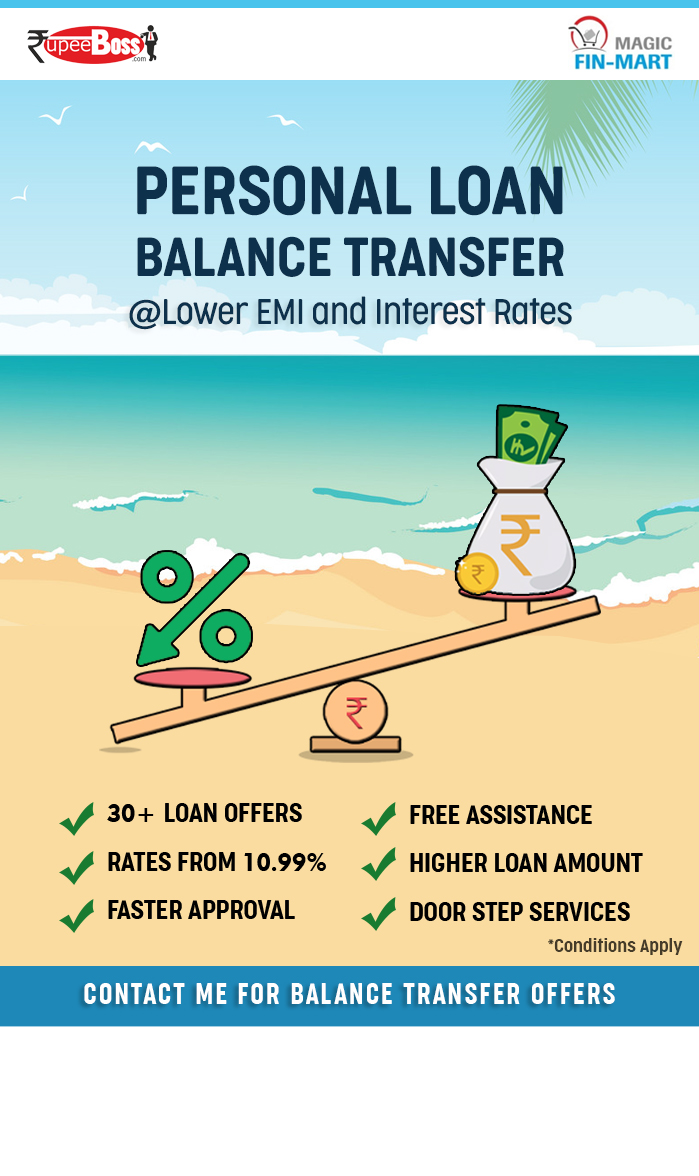 ₹upeeBoss
.com
MAGIC
FIN-MART
PERSONAL LOAN
BALANCE TRANSFER
@Lower EMI and Interest Rates
₹
₹
₹
30+ LOAN OFFERS
FREE ASSISTANCE
RATES FROM 10.99%
HIGHER LOAN AMOUNT
FASTER APPROVAL
DOOR STEP SERVICES
*Conditions Apply
CONTACT ME FOR BALANCE TRANSFER OFFERS